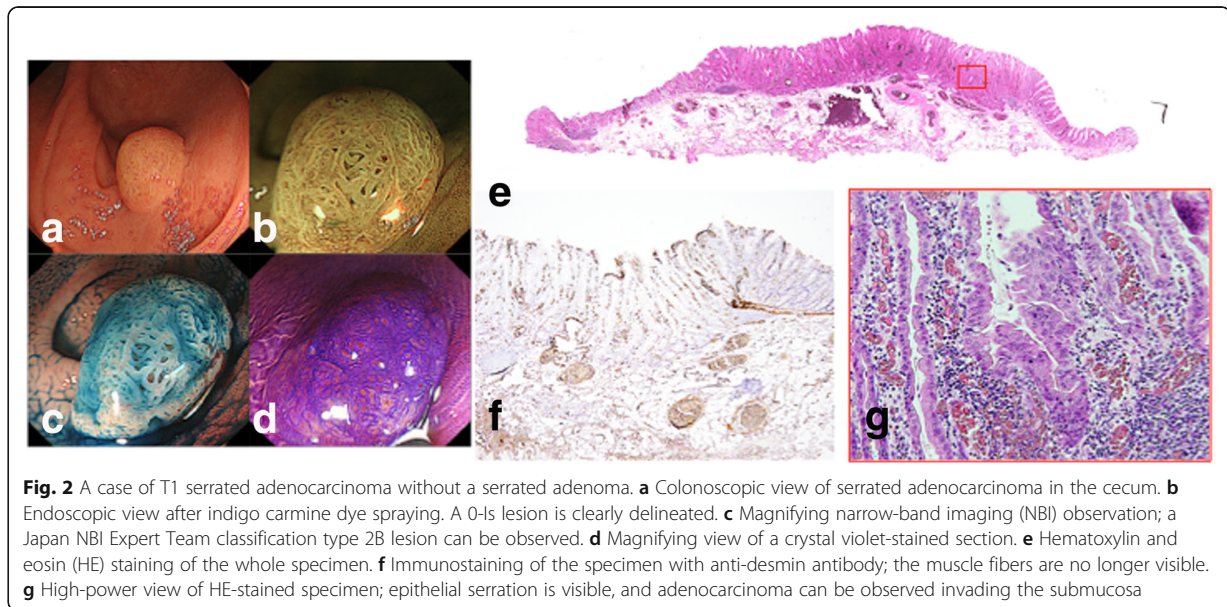 a
b
c
d
e
f
g
Fig. 2 A case of T1 serrated adenocarcinoma without a serrated adenoma. a Colonoscopic view of serrated adenocarcinoma in the cecum. b
Endoscopic view after indigo carmine dye spraying. A 0-Is lesion is clearly delineated. c Magnifying narrow-band imaging (NBI) observation; a
Japan NBI Expert Team classification type 2B lesion can be observed. d Magnifying view of a crystal violet-stained section. e Hematoxylin and
eosin (HE) staining of the whole specimen. f Immunostaining of the specimen with anti-desmin antibody; the muscle fibers are no longer visible.
g High-power view of HE-stained specimen; epithelial serration is visible, and adenocarcinoma can be observed invading the submucosa